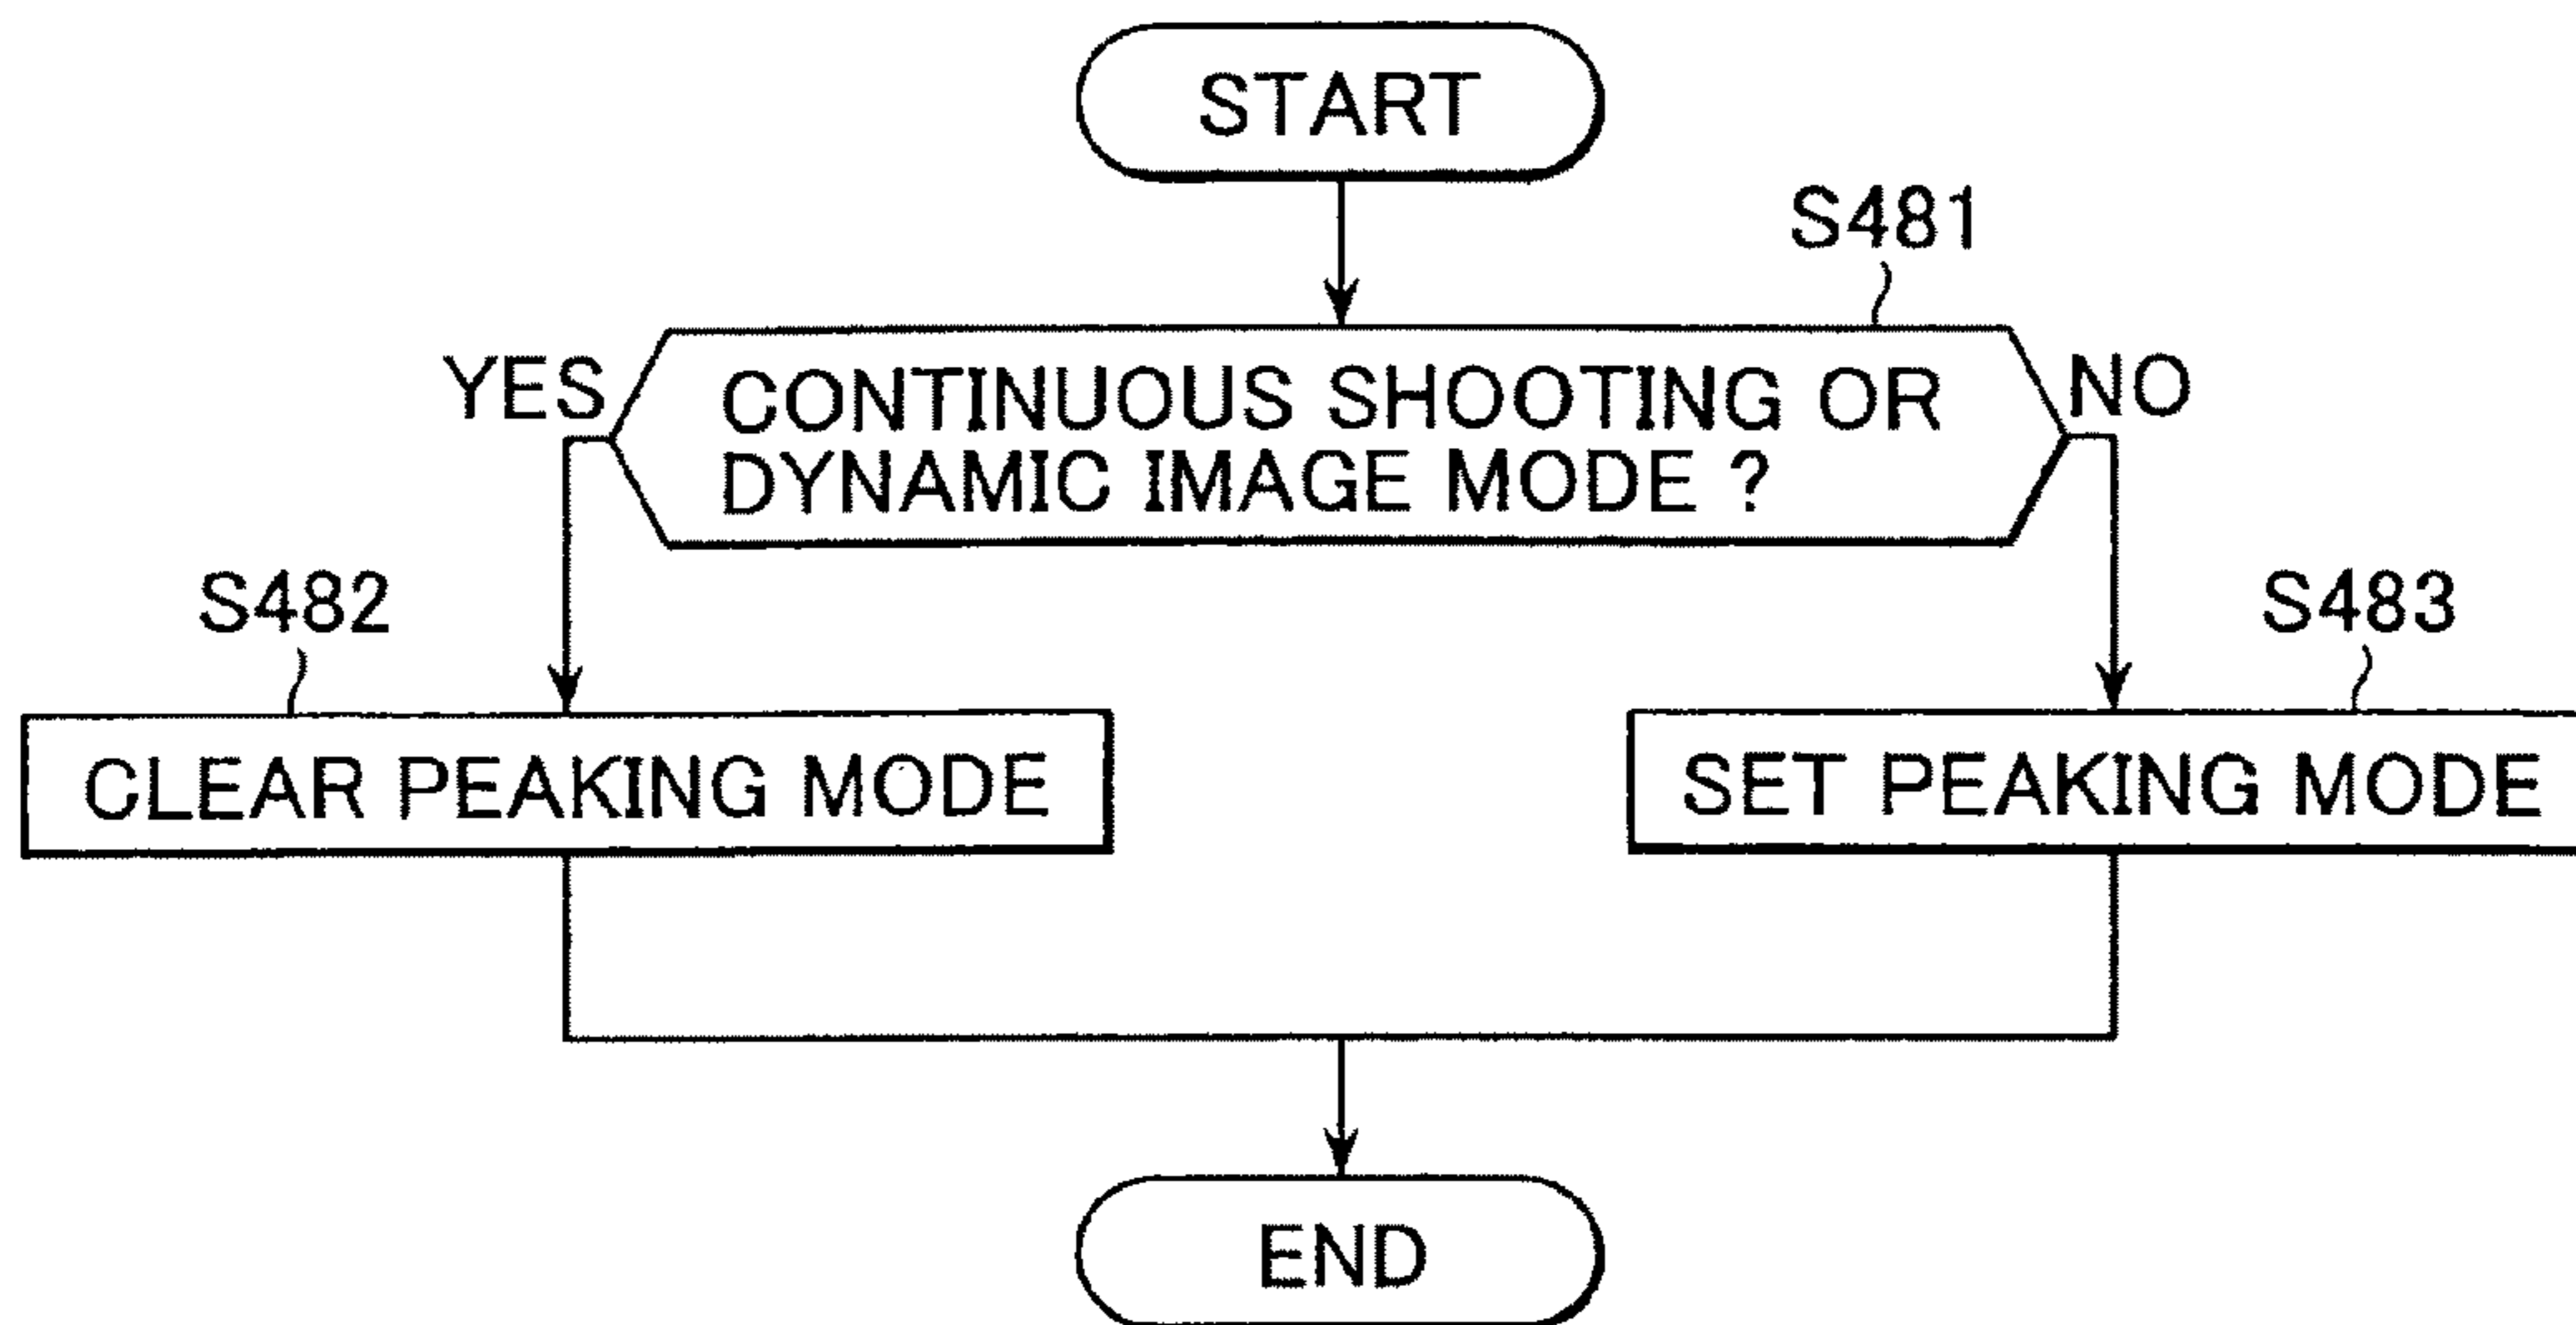 START
S481
YES
CONTINUOUS SHOOTING OR
DYNAMIC IMAGE MODE ?
NO
S482
S483
CLEAR PEAKING MODE
SET PEAKING MODE
END